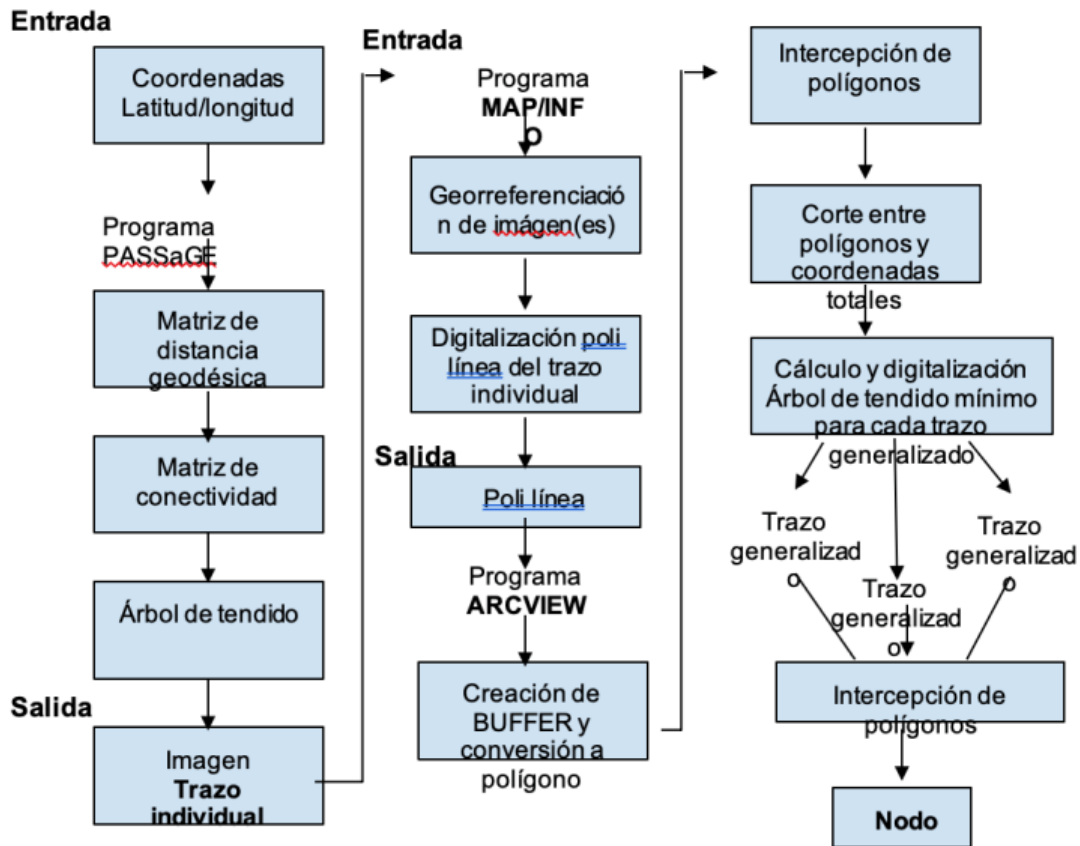 Entrada
Coordenadas
Latitud/longitud
Programa
PASSaGE
Matriz de
distancia
geodésica
Matriz de
conectividad
Árbol de tendido
Salida
Imagen
Trazo
individual
Entrada
Programa
MAP/INF
O
Georreferenciació
n de imágen(es)
Digitalización poli
línea del trazo
individual
Salida
Poli línea
Programa
ARCVIEW
Creación de
BUFFER y
conversión a
polígono
Intercepción de
polígonos
Corte entre
polígonos y
coordenadas
totales
Cálculo y digitalización
Árbol de tendido mínimo
para cada trazo
generalizado
Trazo
generalizad
o
Trazo
generalizad
o
Trazo
generalizad
o
Intercepción de
polígonos
Nodo